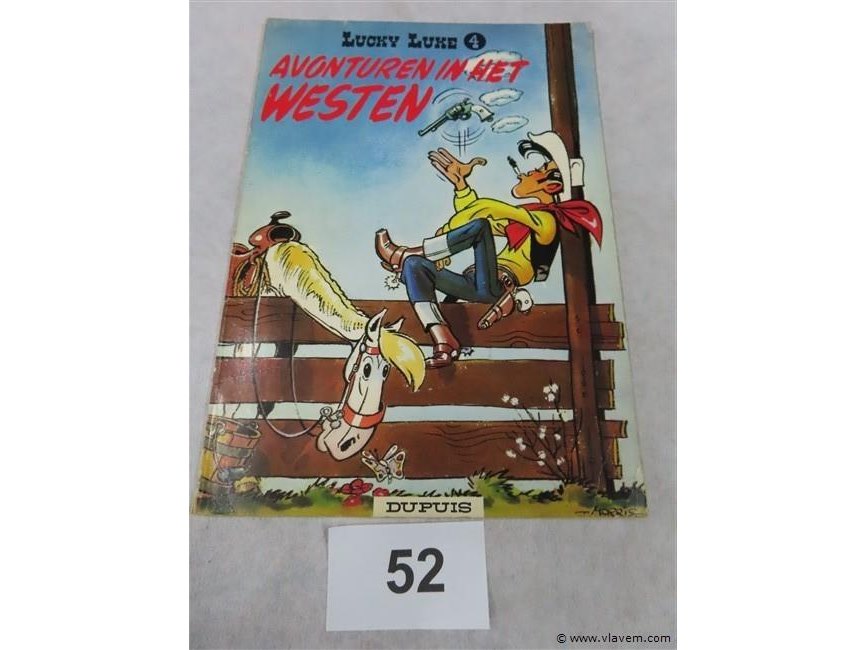 LUCKY LUKE 4
AVONTUREN IN HET
WESTEN
DUPUIS
MORRIS
52
© www.vlavem.com